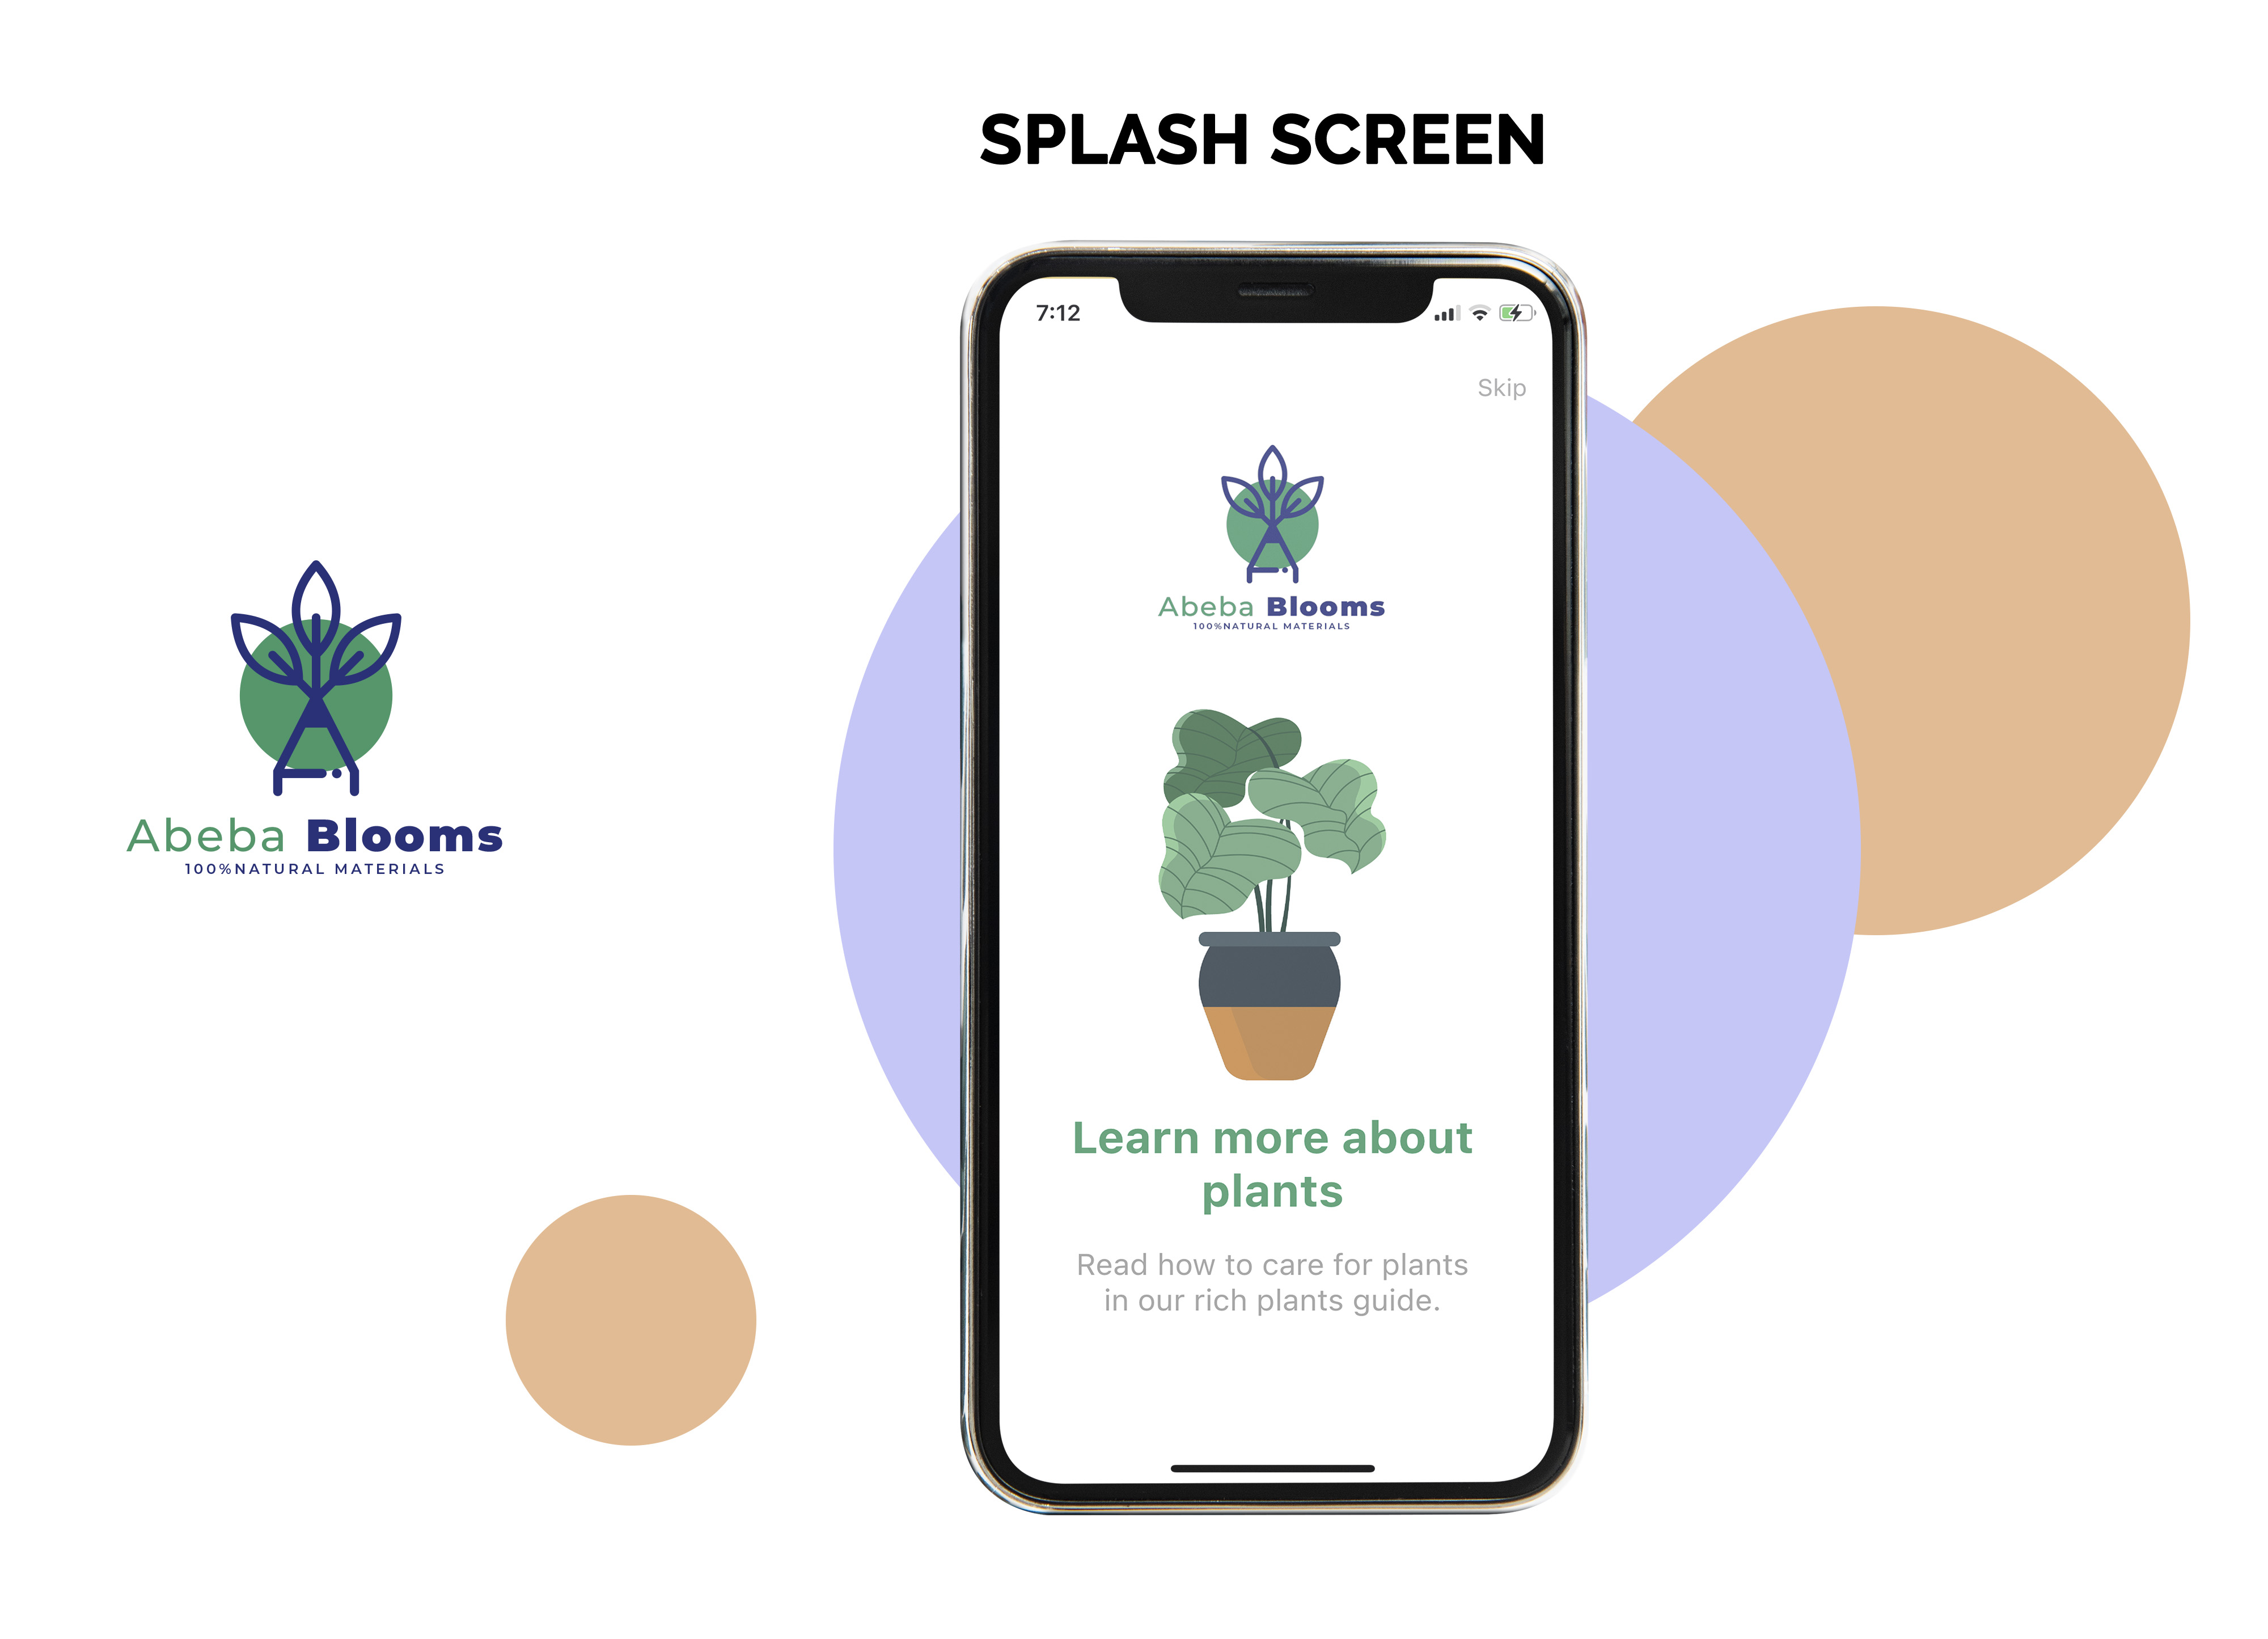 SPLASH SCREEN
7:12
Skip
Abeba Blooms
100%NATURAL MATERIALS
Abeba Blooms
100%NATURAL MATERIALS
Learn more about
plants
Read how to care for plants
in our rich plants guide.